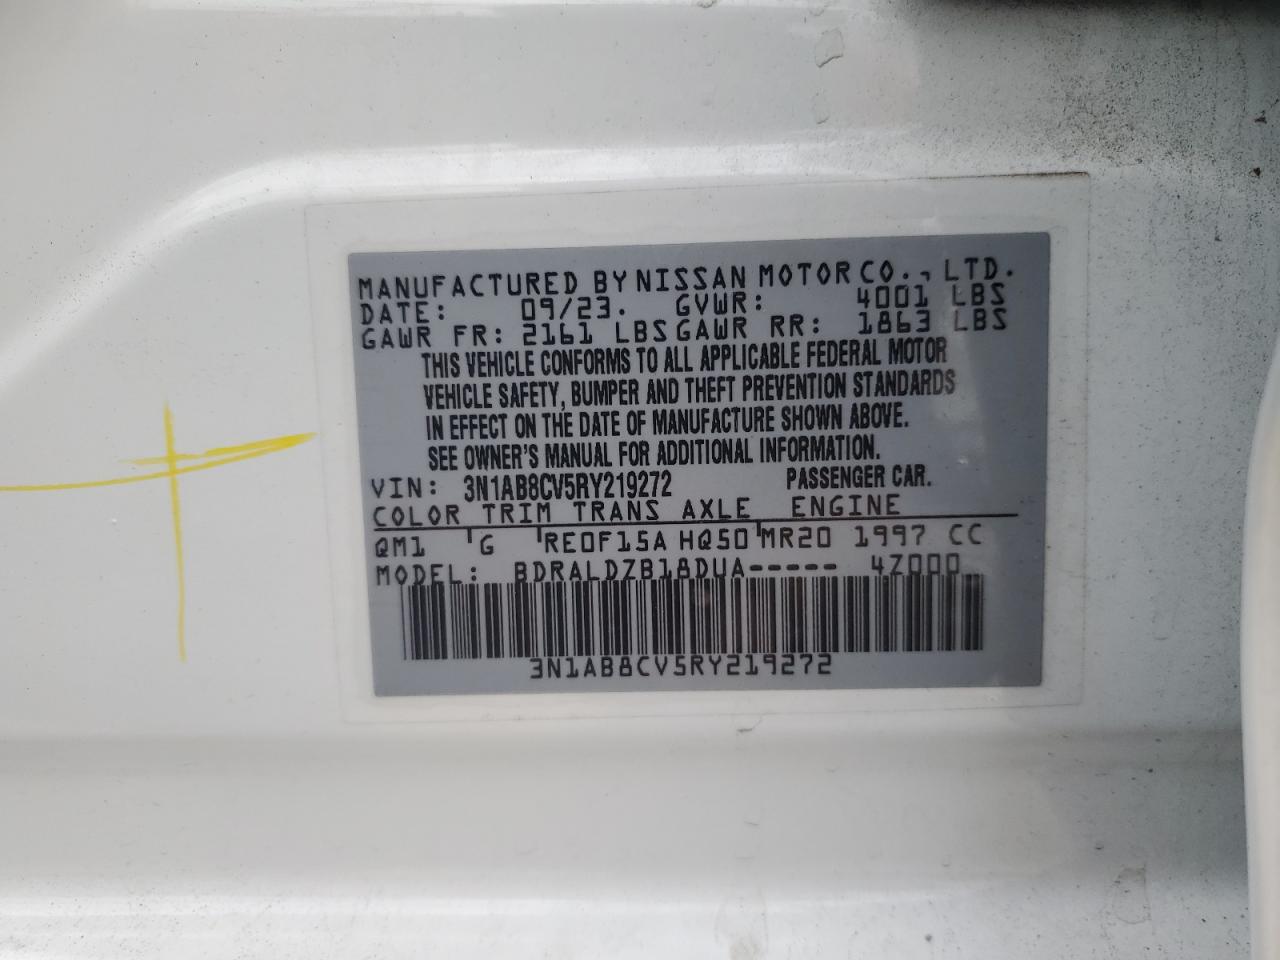 MANUFACTURED BY NISSAN MOTOR CO., LTD.
DATE: 09/23. GVWR: 4001 LBS
GAWR FR: 2161 LBS GAWR RR: 1863 LBS
THIS VEHICLE CONFORMS TO ALL APPLICABLE FEDERAL MOTOR
VEHICLE SAFETY, BUMPER AND THEFT PREVENTION STANDARDS
IN EFFECT ON THE DATE OF MANUFACTURE SHOWN ABOVE.
SEE OWNER'S MANUAL FOR ADDITIONAL INFORMATION.
VIN: 3N1AB8CV5RY219272 PASSENGER CAR.
COLOR TRIM TRANS AXLE ENGINE
QM1 G RE0F15A HQ50 MR20 1997 CC
MODEL: BDRALDZB18DUA----- 4Z000
3N1AB8CV5RY219272